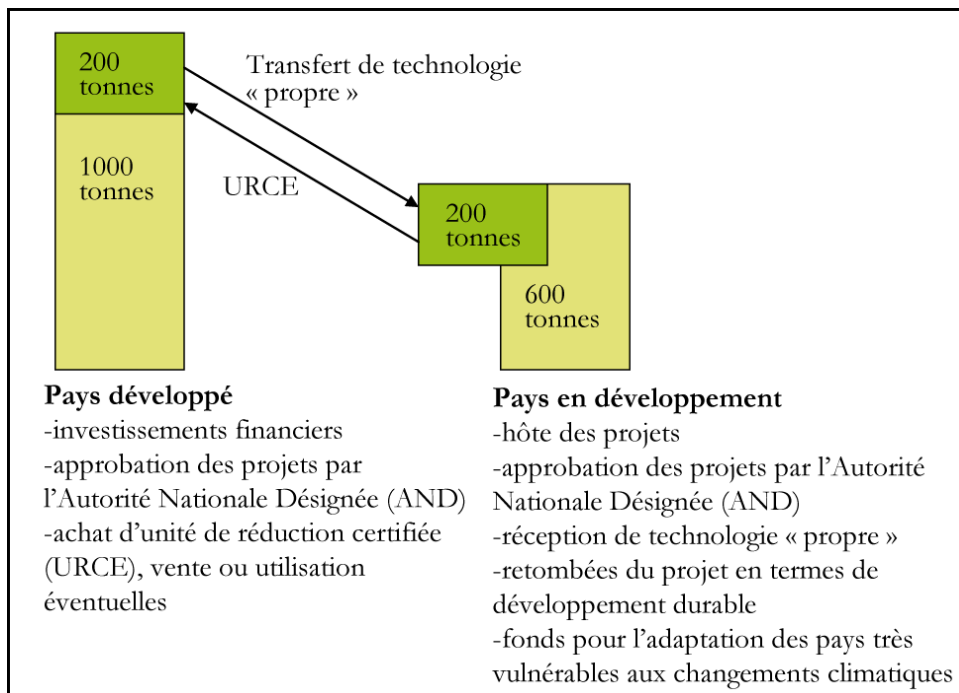 200
tonnes
Transfert de technologie
« propre »
1000
tonnes
URCE
200
tonnes
600
tonnes
Pays développé
-investissements financiers
-approbation des projets par
l’Autorité Nationale Désignée (AND)
-achat d’unité de réduction certifiée
(URCE), vente ou utilisation
éventuelles
Pays en développement
-hôte des projets
-approbation des projets par l’Autorité
Nationale Désignée (AND)
-réception de technologie « propre »
-retombées du projet en termes de
développement durable
-fonds pour l’adaptation des pays très
vulnérables aux changements climatiques